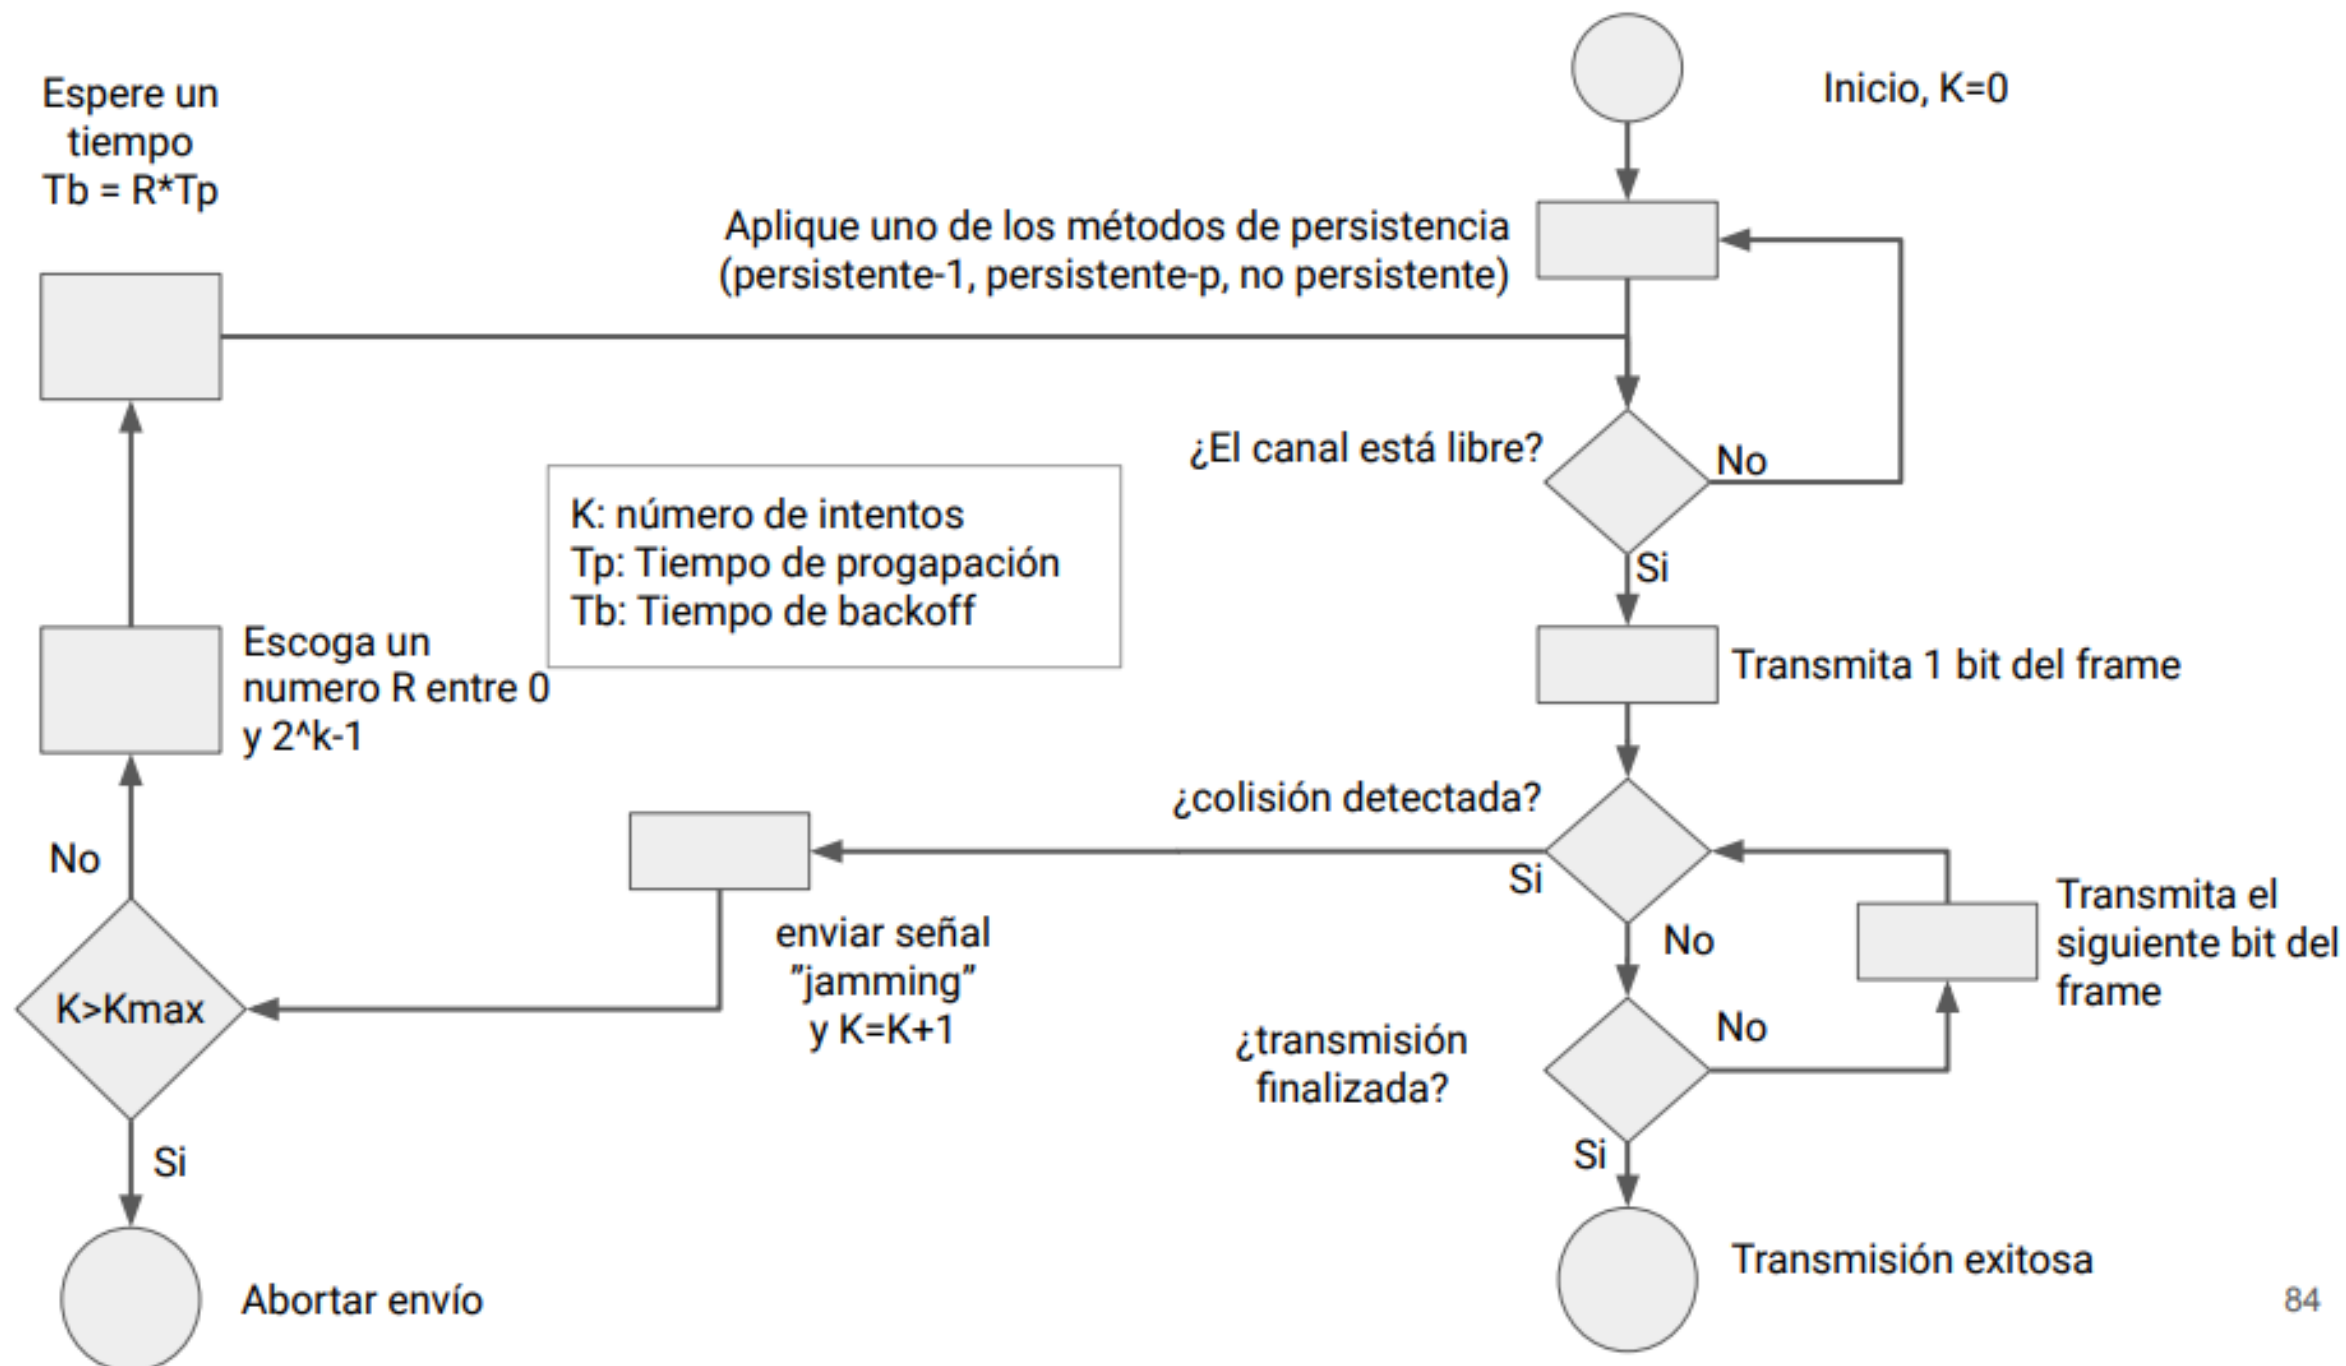 Inicio, K=0
Espere un
tiempo
Tb = R*Tp
Aplique uno de los métodos de persistencia
(persistente-1, persistente-p, no persistente)
¿El canal está libre?
No
Si
K: número de intentos
Tp: Tiempo de progapación
Tb: Tiempo de backoff
Escoga un
numero R entre 0
y 2^k-1
Transmita 1 bit del frame
¿colisión detectada?
Si
No
No
Transmita el
siguiente bit del
frame
enviar señal
"jamming"
y K=K+1
K>Kmax
¿transmisión
finalizada?
No
Si
Si
Transmisión exitosa
Abortar envío
84